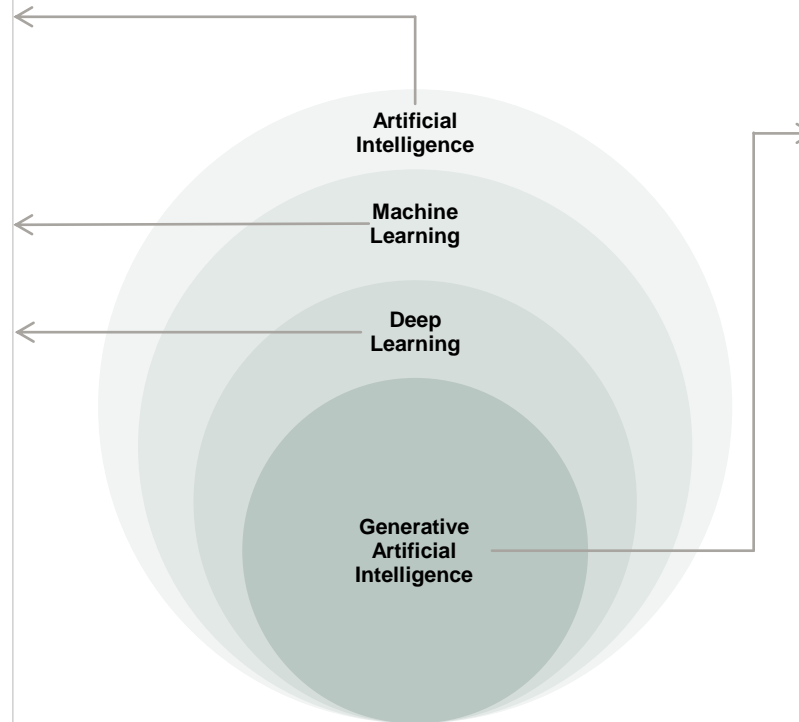 Artificial
Intelligence
Machine
Learning
Deep
Learning
Generative
Artificial
Intelligence